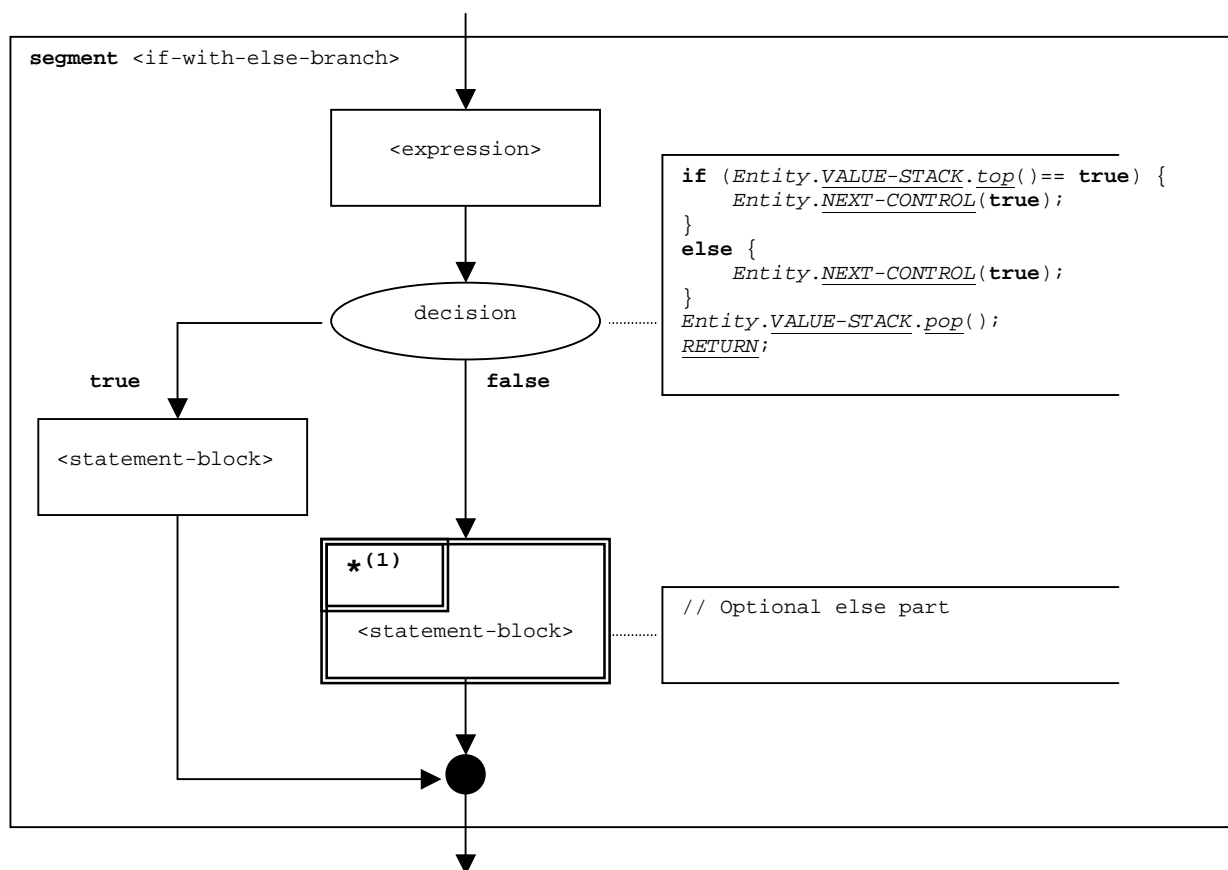 segment <if-with-else-branch>
<expression>
if (Entity.VALUE-STACK.top()== true) {
    Entity.NEXT-CONTROL(true);
}
else {
    Entity.NEXT-CONTROL(true);
}
Entity.VALUE-STACK.pop();
RETURN;
decision
true
false
<statement-block>
*(1)
<statement-block>
// Optional else part